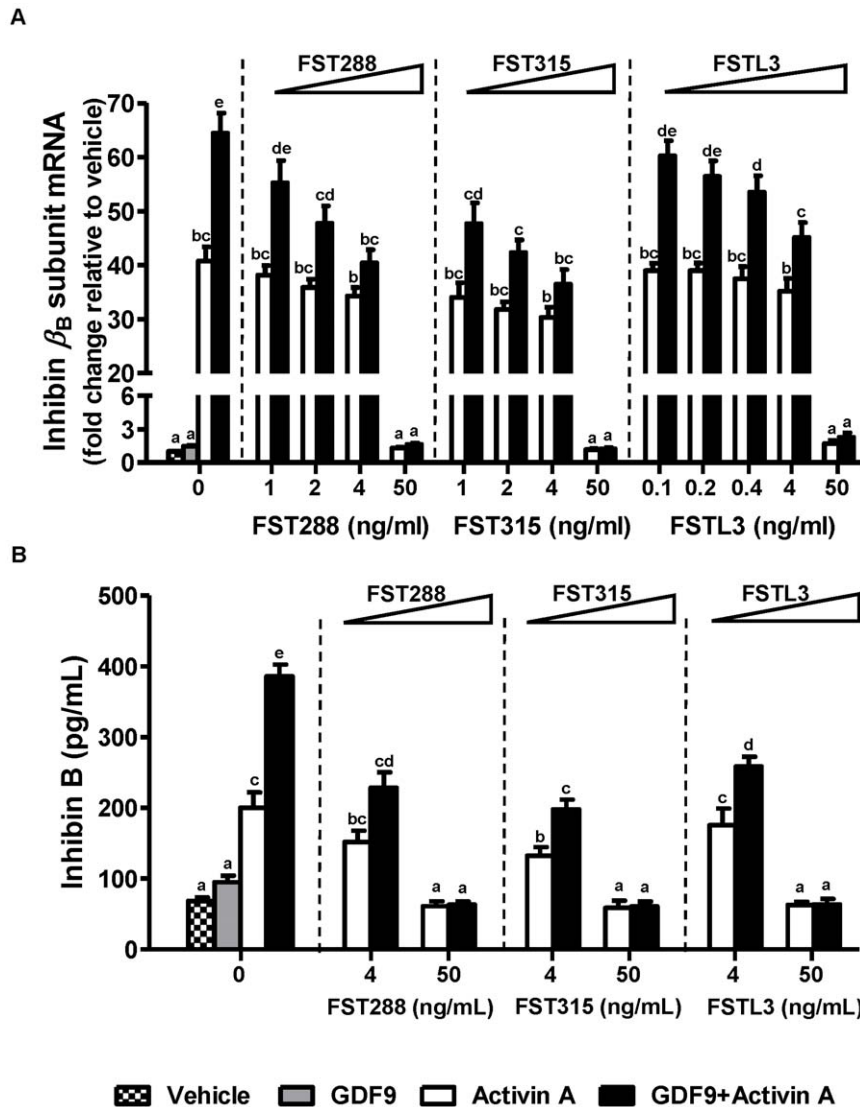 A
FST288 FST315 FSTL3
Inhibin βB subunit mRNA
(fold change relative to vehicle)
70
60
50
40
30
20
6
3
0
a a bc e bc de bc cd b bc a a bc cd bc c b bc a a bc de bc de bc d b c a a
0 1 2 4 50 1 2 4 50 0.1 0.2 0.4 4 50
FST288 (ng/ml) FST315 (ng/ml) FSTL3 (ng/ml)
B
FST288 FST315 FSTL3
Inhibin B (pg/mL)
500
400
300
200
100
0
a a c e bc cd a a b c a a c d a a
0 4 50 4 50 4 50
FST288 (ng/mL) FST315 (ng/mL) FSTL3 (ng/mL)
Vehicle GDF9 Activin A GDF9+Activin A